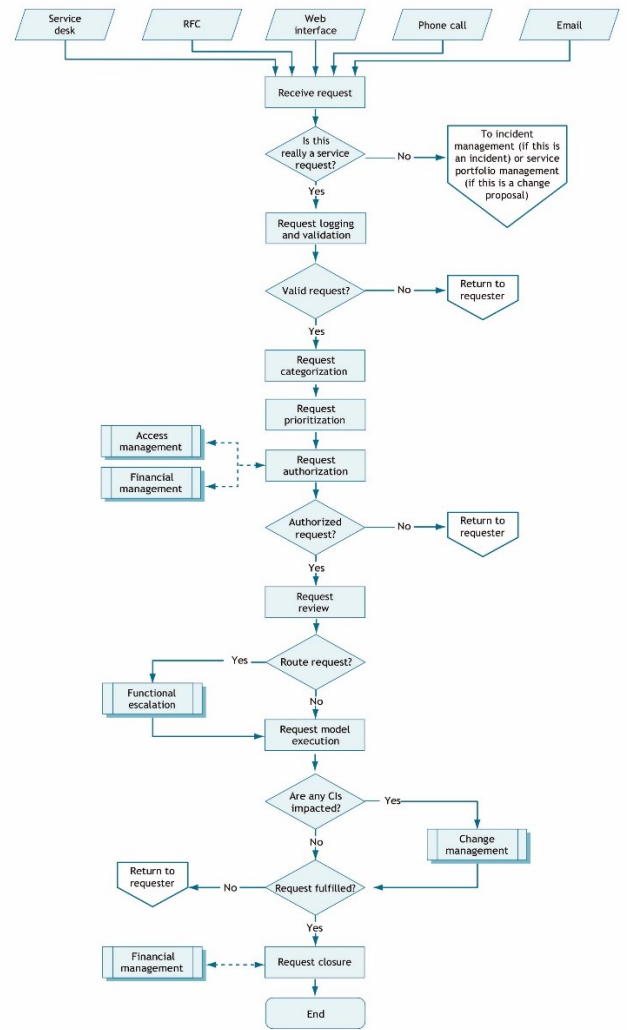 Service
desk
RFC
Web
interface
Phone call
Email
Receive request
Is this
really a service
request?
No
To incident
management (if this is
an incident) or service
portfolio management
(if this is a change
proposal)
Yes
Request logging
and validation
Valid request?
No
Return to
requester
Yes
Request
categorization
Request
prioritization
Access
management
Financial
management
Request
authorization
Authorized
request?
No
Return to
requester
Yes
Request
review
Route request?
Yes
Functional
escalation
No
Request model
execution
Are any CIs
impacted?
Yes
Change
management
No
Request fulfilled?
No
Return to
requester
Yes
Financial
management
Request closure
End